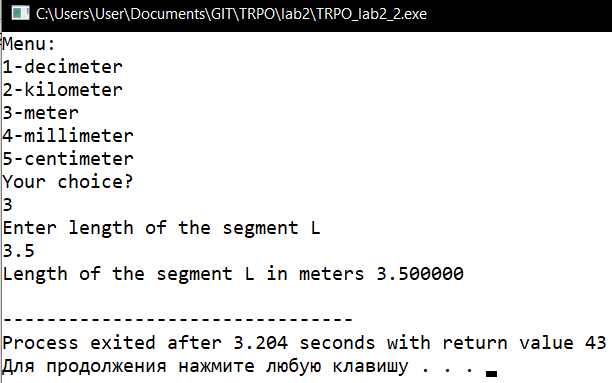 C:\Users\User\Documents\GIT\TRPO\lab2\TRPO_lab2_2.exe
Menu:
1-decimeter
2-kilometer
3-meter
4-millimeter
5-centimeter
Your choice?
3
Enter length of the segment L
3.5
Length of the segment L in meters 3.500000
--------------------------------
Process exited after 3.204 seconds with return value 43
Для продолжения нажмите любую клавишу . . .